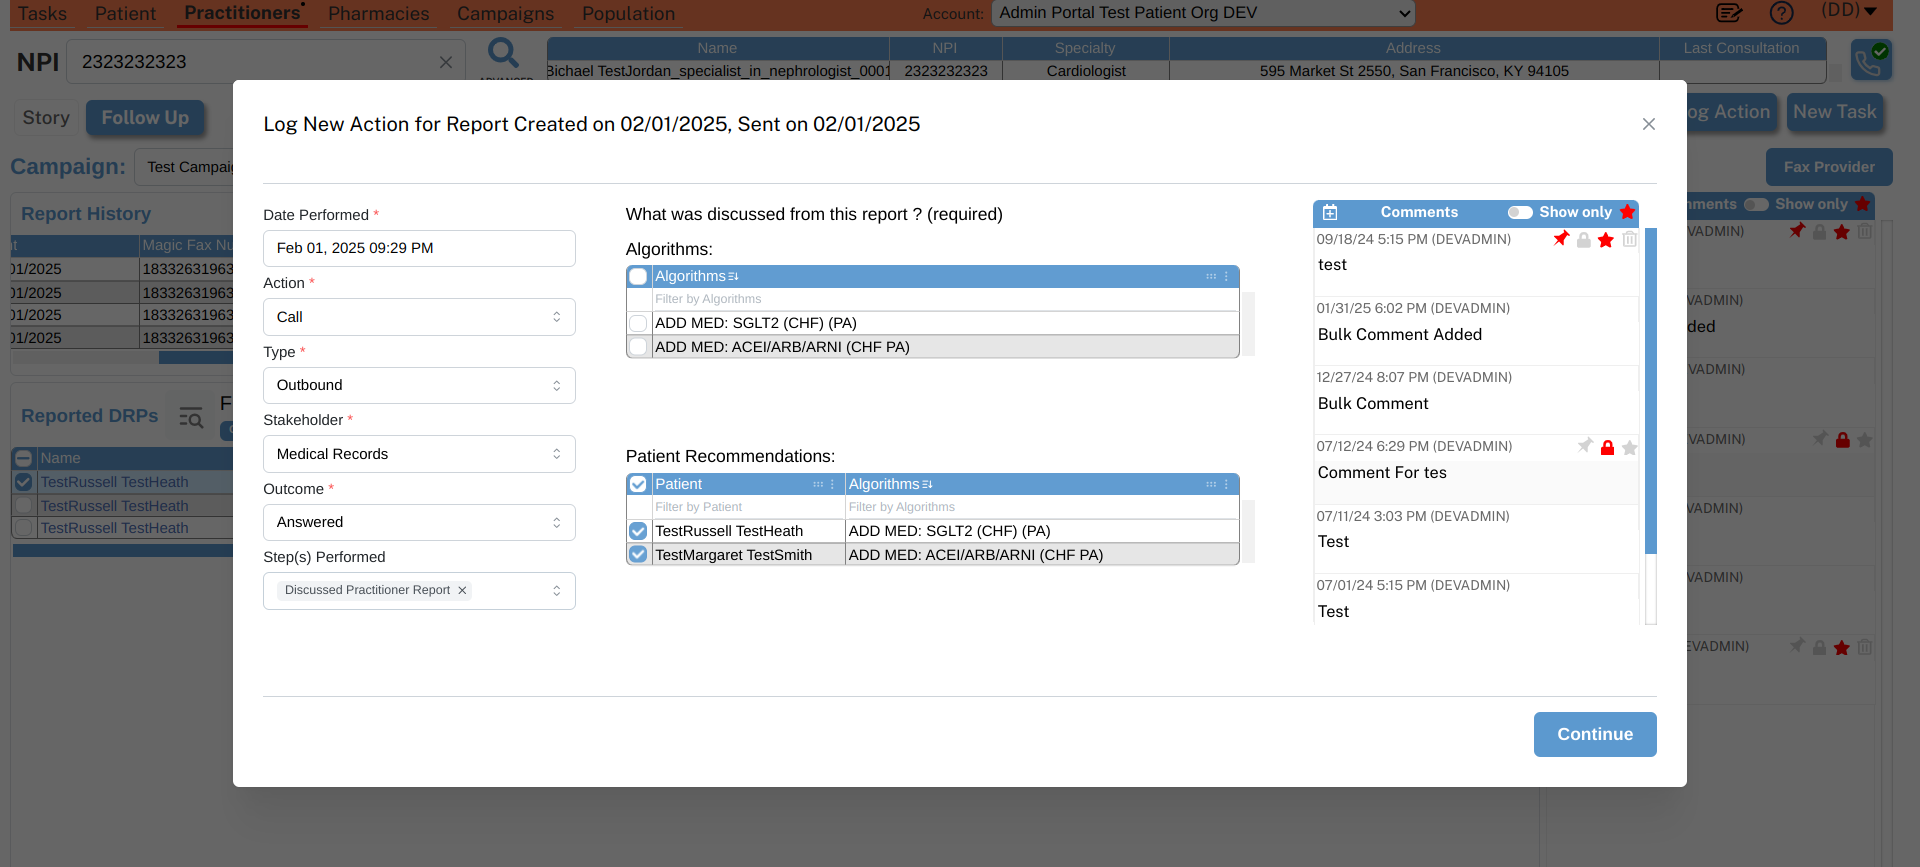 Tasks Patient Practitioners Pharmacies Campaigns Population Account: Admin Portal Test Patient Org DEV (DD)
NPI 2323232323
Name NPI Specialty Address Last Consultation
Bichael TestJordan_specialist_in_nephrologist_0001 2323232323 Cardiologist 595 Market St 2550, San Francisco, KY 94105
Story Follow Up Log Action New Task
Campaign: Test Campai
Fax Provider
Report History
Magic Fax Nu
01/2025 18332631963
01/2025 18332631963
01/2025 18332631963
01/2025 18332631963
Reported DRPs
Name
TestRussell TestHeath
TestRussell TestHeath
TestRussell TestHeath
Log New Action for Report Created on 02/01/2025, Sent on 02/01/2025
Date Performed *
Feb 01, 2025 09:29 PM
Action *
Call
Type *
Outbound
Stakeholder *
Medical Records
Outcome *
Answered
Step(s) Performed
Discussed Practitioner Report
What was discussed from this report ? (required)
Algorithms:
Algorithms
Filter by Algorithms
ADD MED: SGLT2 (CHF) (PA)
ADD MED: ACEI/ARB/ARNI (CHF PA)
Patient Recommendations:
Patient Algorithms
Filter by Patient Filter by Algorithms
TestRussell TestHeath ADD MED: SGLT2 (CHF) (PA)
TestMargaret TestSmith ADD MED: ACEI/ARB/ARNI (CHF PA)
Comments Show only
09/18/24 5:15 PM (DEVADMIN)
test
01/31/25 6:02 PM (DEVADMIN)
Bulk Comment Added
12/27/24 8:07 PM (DEVADMIN)
Bulk Comment
07/12/24 6:29 PM (DEVADMIN)
Comment For tes
07/11/24 3:03 PM (DEVADMIN)
Test
07/01/24 5:15 PM (DEVADMIN)
Test
Continue
mments Show only
VADMIN)
VADMIN)
ded
VADMIN)
VADMIN)
VADMIN)
VADMIN)
EVADMIN)